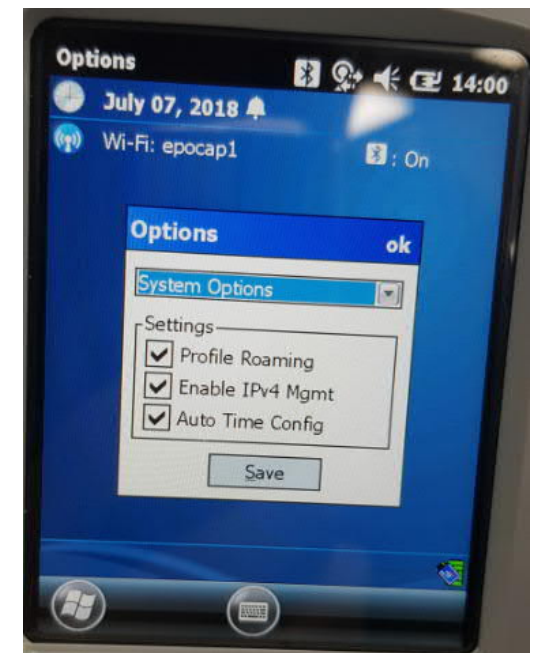 Options
14:00
July 07, 2018
Wi-Fi: epocap1
: On
Options
ok
System Options
Settings
Profile Roaming
Enable IPv4 Mgmt
Auto Time Config
Save